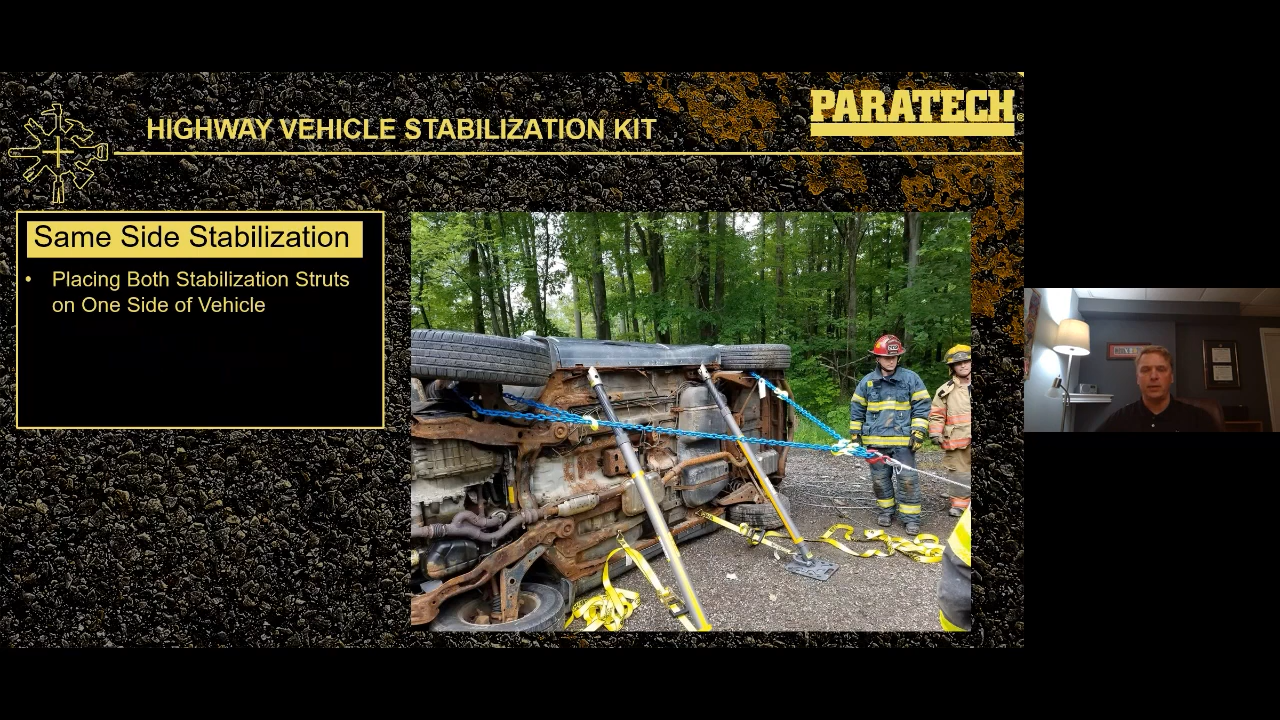 PARATECH®
HIGHWAY VEHICLE STABILIZATION KIT
Same Side Stabilization
• Placing Both Stabilization Struts
on One Side of Vehicle